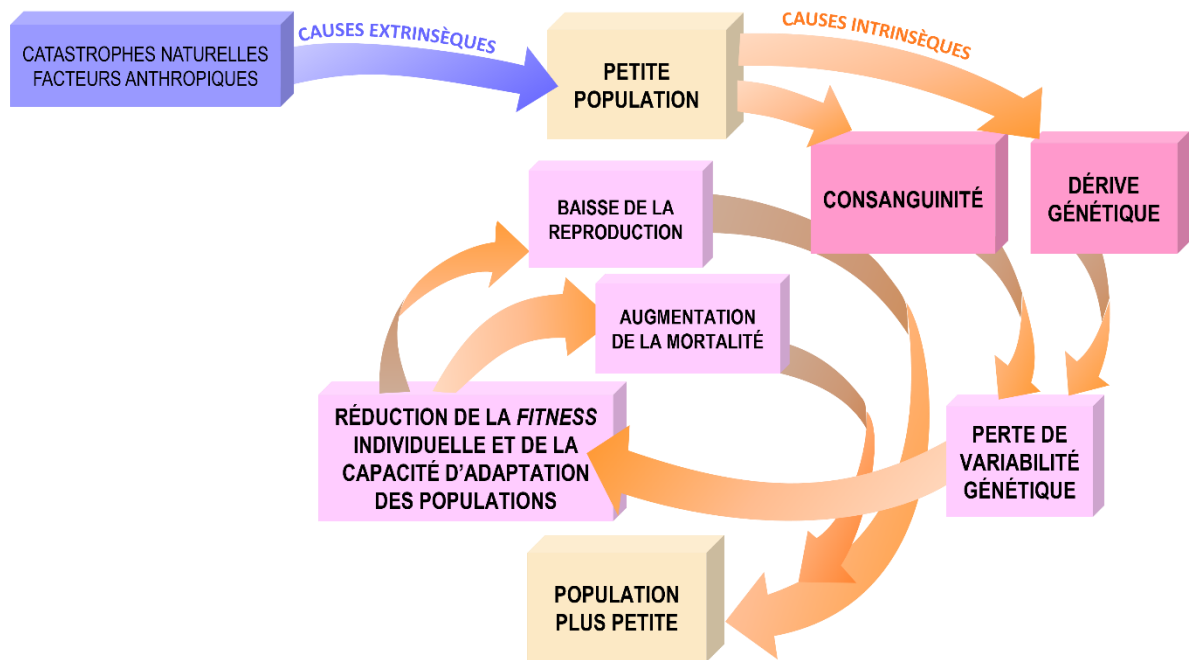 CATASTROPHES NATURELLES
FACTEURS ANTHROPIQUES
CAUSES EXTRINSÈQUES
PETITE
POPULATION
CAUSES INTRINSÈQUES
CONSANGUINITÉ
DÉRIVE
GÉNÉTIQUE
BAISSE DE LA
REPRODUCTION
AUGMENTATION
DE LA MORTALITÉ
RÉDUCTION DE LA FITNESS
INDIVIDUELLE ET DE LA
CAPACITÉ D'ADAPTATION
DES POPULATIONS
PERTE DE
VARIABILITÉ
GÉNÉTIQUE
POPULATION
PLUS PETITE